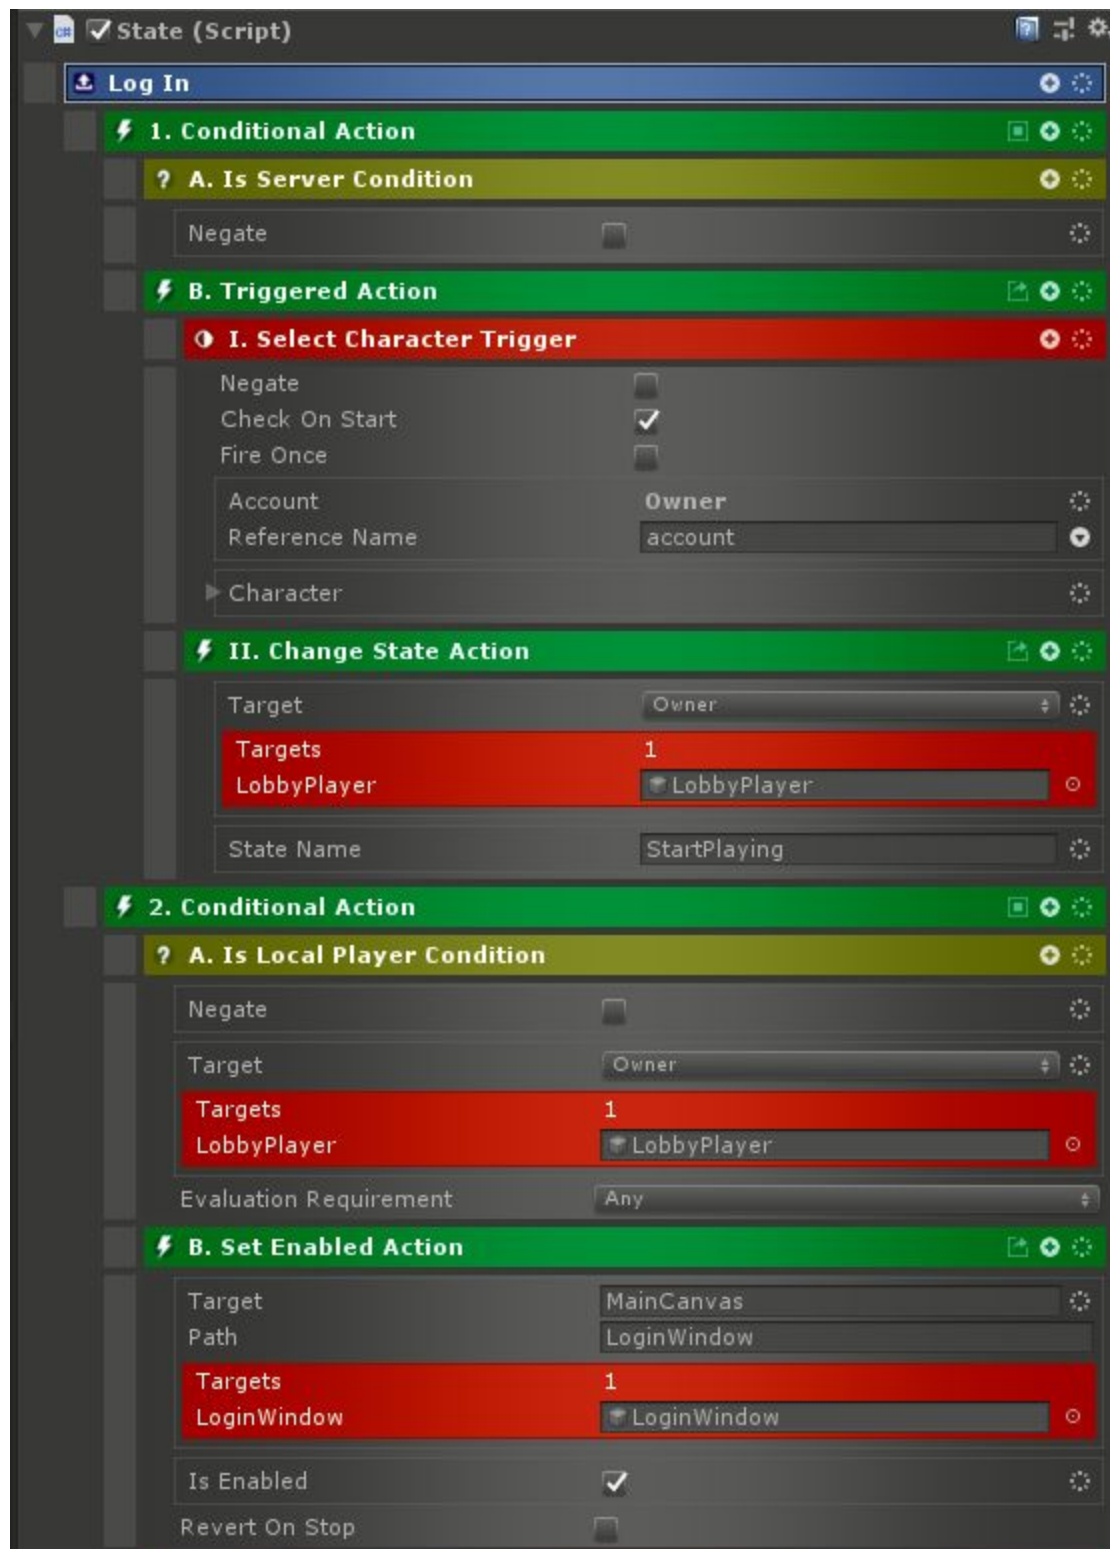 State (Script)
Log In
1. Conditional Action
? A. Is Server Condition
Negate
B. Triggered Action
I. Select Character Trigger
Negate
Check On Start
Fire Once
Account Owner
Reference Name account
Character
II. Change State Action
Target Owner
Targets 1
LobbyPlayer LobbyPlayer
State Name StartPlaying
2. Conditional Action
? A. Is Local Player Condition
Negate
Target Owner
Targets 1
LobbyPlayer LobbyPlayer
Evaluation Requirement Any
B. Set Enabled Action
Target MainCanvas
Path LoginWindow
Targets 1
LoginWindow LoginWindow
Is Enabled
Revert On Stop